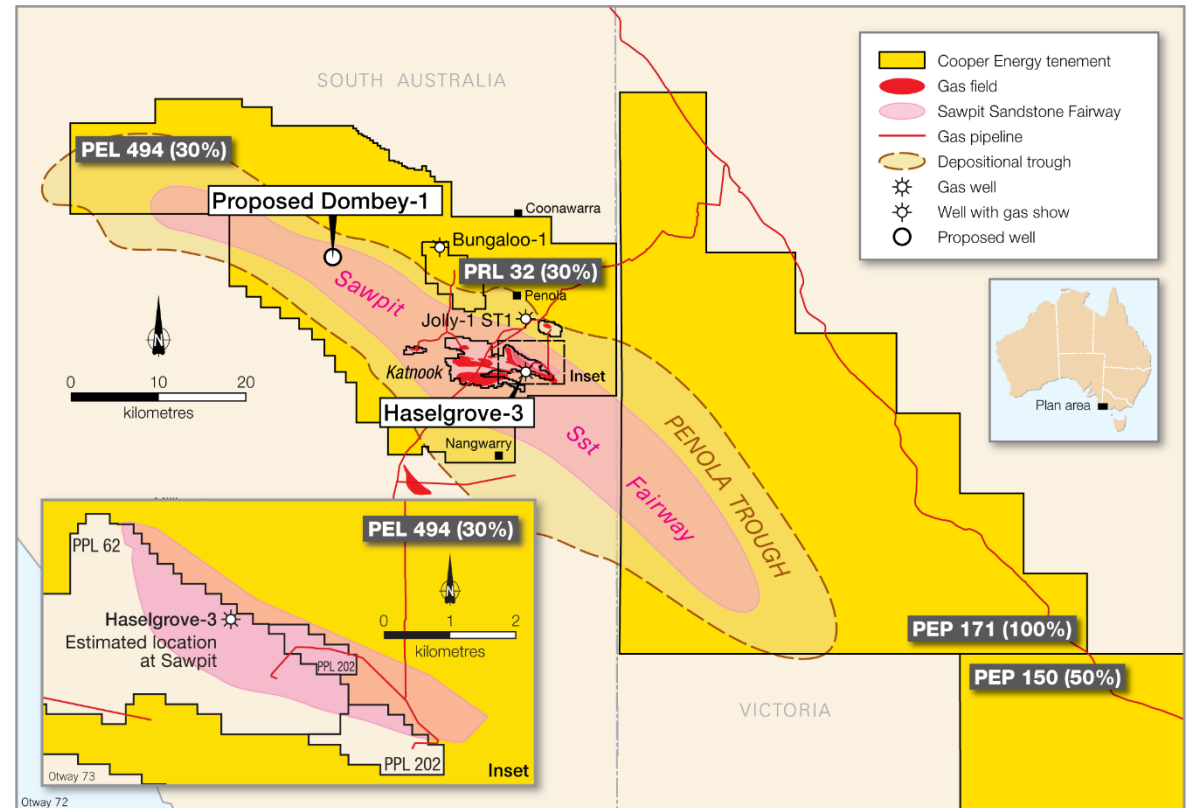 SOUTH AUSTRALIA
Cooper Energy tenement
Gas field
Sawpit Sandstone Fairway
Gas pipeline
Depositional trough
Gas well
Well with gas show
Proposed well
PEL 494 (30%)
Proposed Dombey-1
Coonawarra
Bungaloo-1
PRL 32 (30%)
Penola
Sawpit
Jolly-1 ST1
N
Katnook
Inset
0 10 20
kilometres
Haselgrove-3
Plan area
Nangwarry
Sst
PENOLA TROUGH
Fairway
PEL 494 (30%)
PPL 62
N
Haselgrove-3
Estimated location
at Sawpit
0 1 2
kilometres
PPL 202
PEP 171 (100%)
PEP 150 (50%)
VICTORIA
PPL 202
Inset
Otway 73
Otway 72